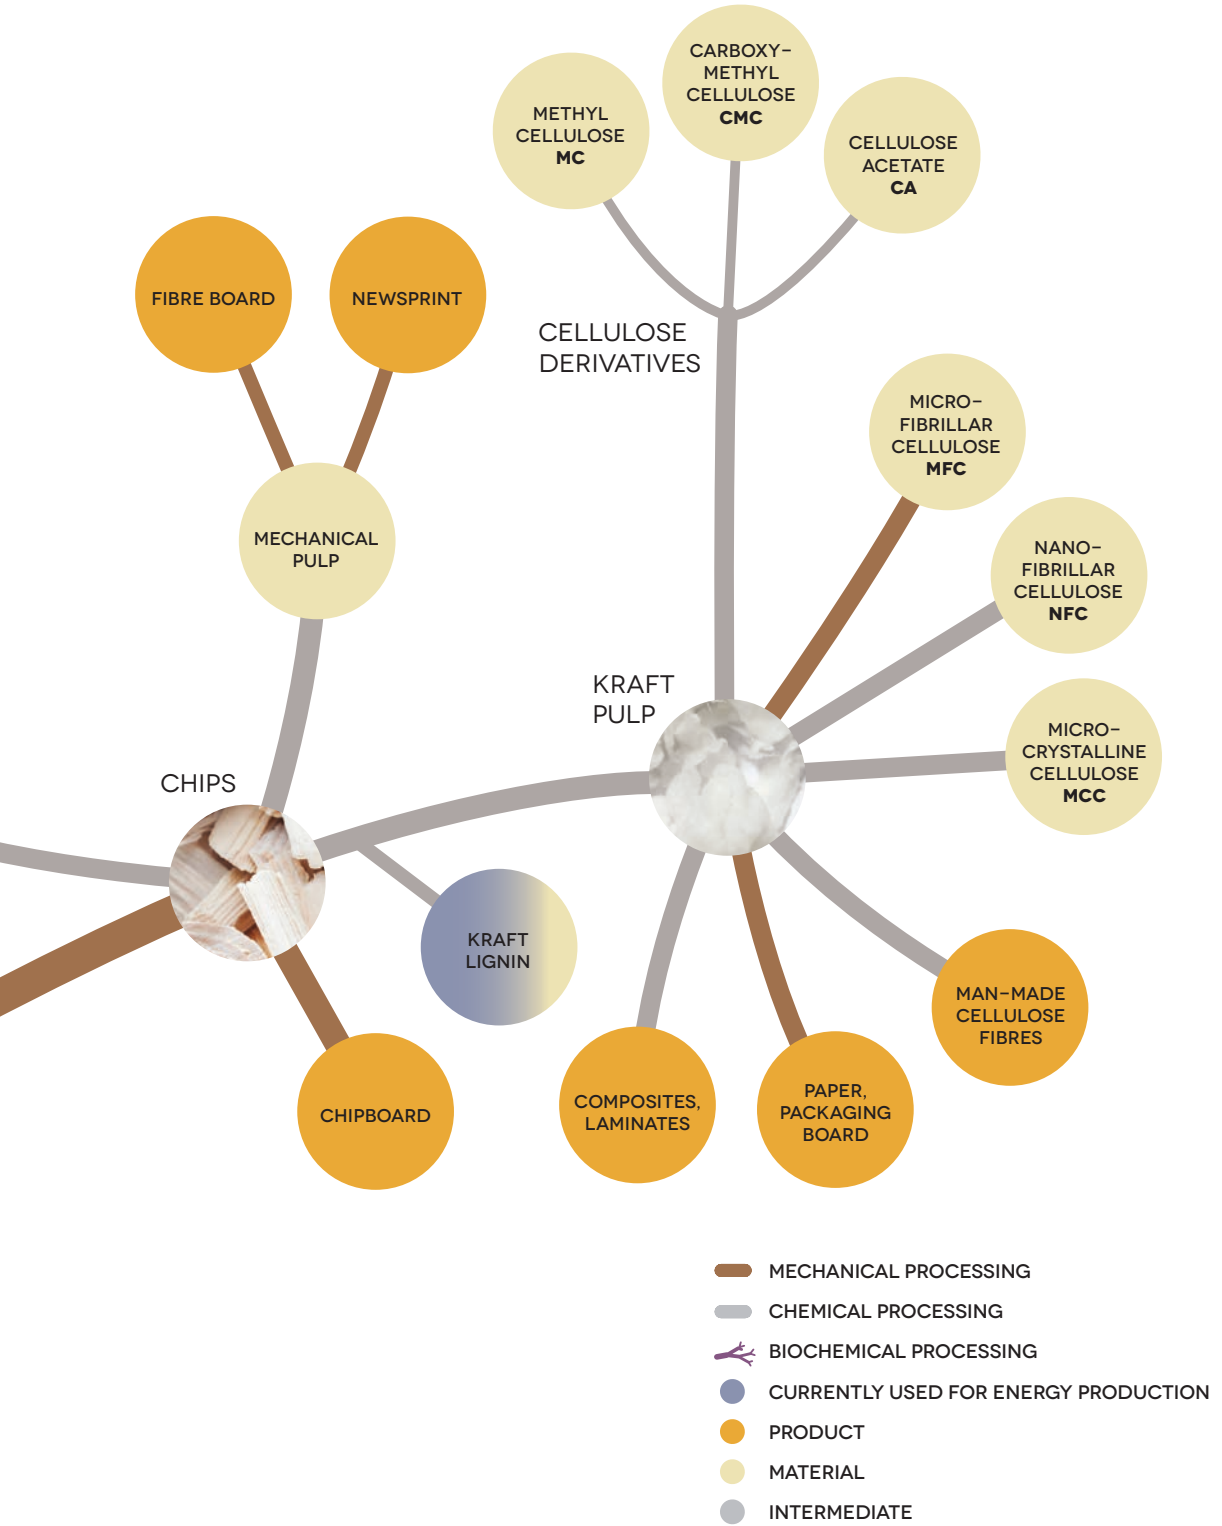 CARBOXY–
METHYL
CELLULOSE
CMC
METHYL
CELLULOSE
MC
CELLULOSE
ACETATE
CA
FIBRE BOARD
NEWSPRINT
CELLULOSE
DERIVATIVES
MICRO–
FIBRILLAR
CELLULOSE
MFC
MECHANICAL
PULP
NANO–
FIBRILLAR
CELLULOSE
NFC
KRAFT
PULP
MICRO–
CRYSTALLINE
CELLULOSE
MCC
CHIPS
KRAFT
LIGNIN
MAN–MADE
CELLULOSE
FIBRES
CHIPBOARD
COMPOSITES,
LAMINATES
PAPER,
PACKAGING
BOARD
MECHANICAL PROCESSING
CHEMICAL PROCESSING
BIOCHEMICAL PROCESSING
CURRENTLY USED FOR ENERGY PRODUCTION
PRODUCT
MATERIAL
INTERMEDIATE